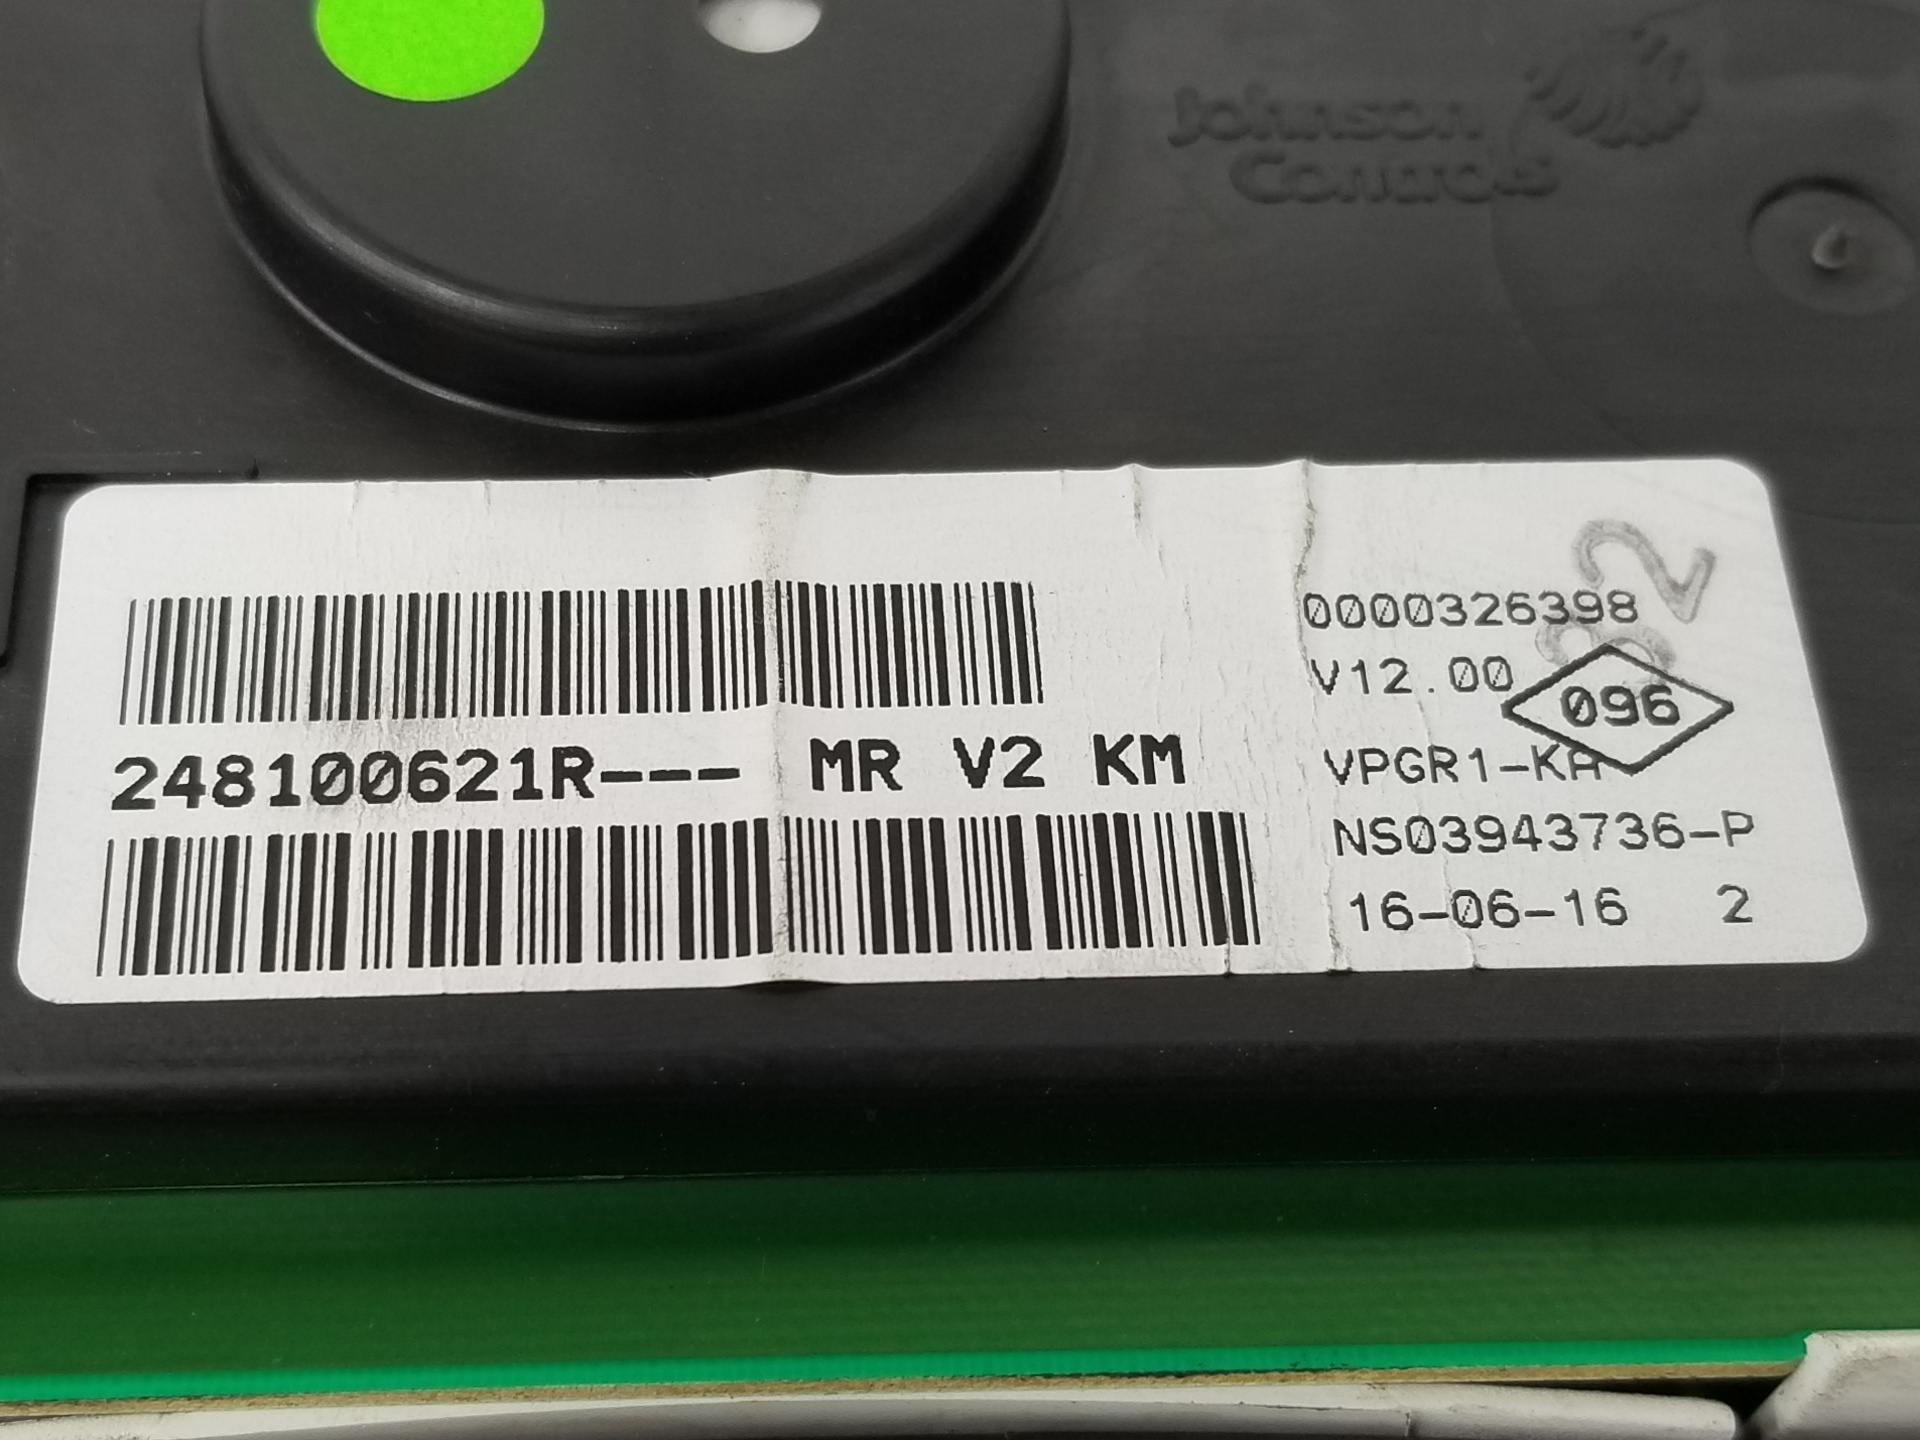 Johnson
Controls
0000326398
V12.00
096
248100621R--- MR V2 KM
VPGR1-KA
NS03943736-P
16-06-16 2